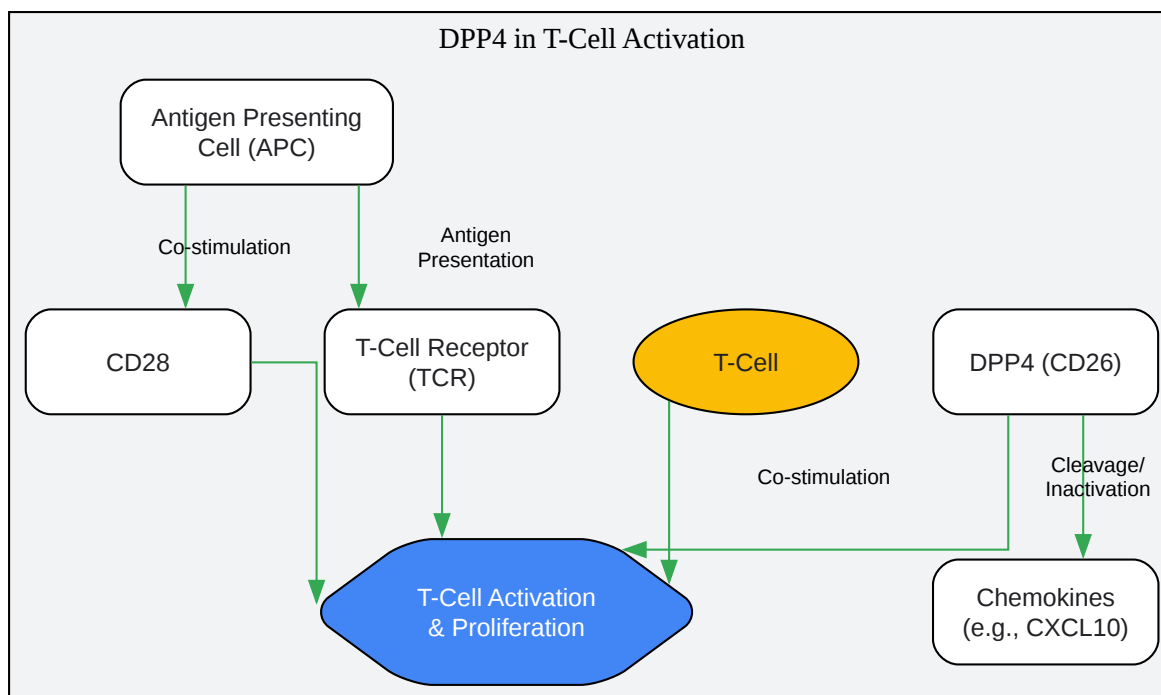 DPP4 in T-Cell Activation
Antigen Presenting
Cell (APC)
Co-stimulation
Antigen
Presentation
CD28
T-Cell Receptor
(TCR)
T-Cell
DPP4 (CD26)
Co-stimulation
Cleavage/
Inactivation
T-Cell Activation
& Proliferation
Chemokines
(e.g., CXCL10)